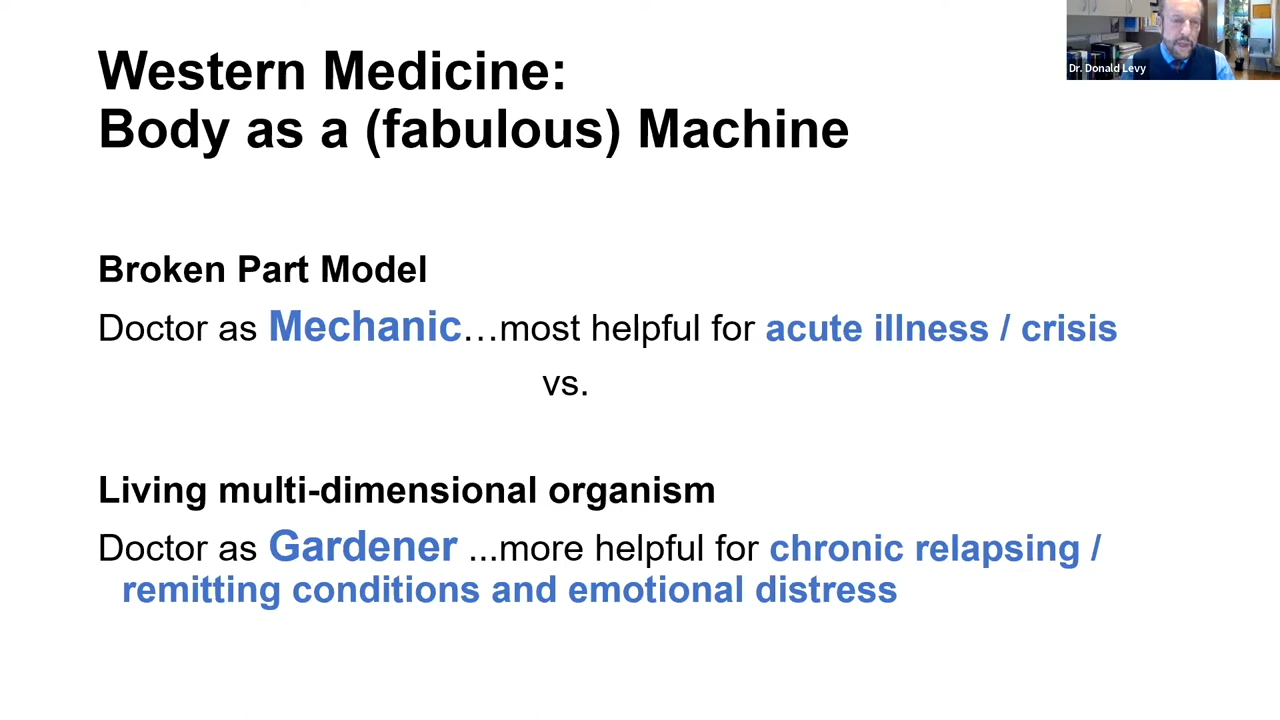 Western Medicine:
Body as a (fabulous) Machine
Dr. Donald Levy
Broken Part Model
Doctor as Mechanic…most helpful for acute illness / crisis
vs.
Living multi-dimensional organism
Doctor as Gardener ...more helpful for chronic relapsing /
remitting conditions and emotional distress